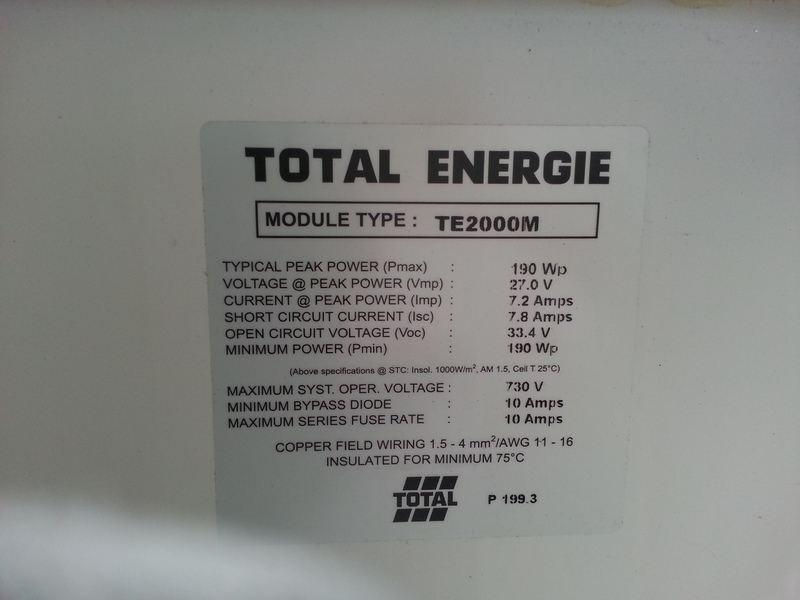 TOTAL ENERGIE
MODULE TYPE : TE2000M
TYPICAL PEAK POWER (Pmax) : 190 Wp
VOLTAGE @ PEAK POWER (Vmp) : 27.0 V
CURRENT @ PEAK POWER (Imp) : 7.2 Amps
SHORT CIRCUIT CURRENT (Isc) : 7.8 Amps
OPEN CIRCUIT VOLTAGE (Voc) : 33.4 V
MINIMUM POWER (Pmin) : 190 Wp
(Above specifications @ STC: Insol. 1000W/m², AM 1.5, Cell T 25°C)
MAXIMUM SYST. OPER. VOLTAGE : 730 V
MINIMUM BYPASS DIODE : 10 Amps
MAXIMUM SERIES FUSE RATE : 10 Amps
COPPER FIELD WIRING 1.5 - 4 mm²/AWG 11 - 16
INSULATED FOR MINIMUM 75°C
TOTAL P 199.3